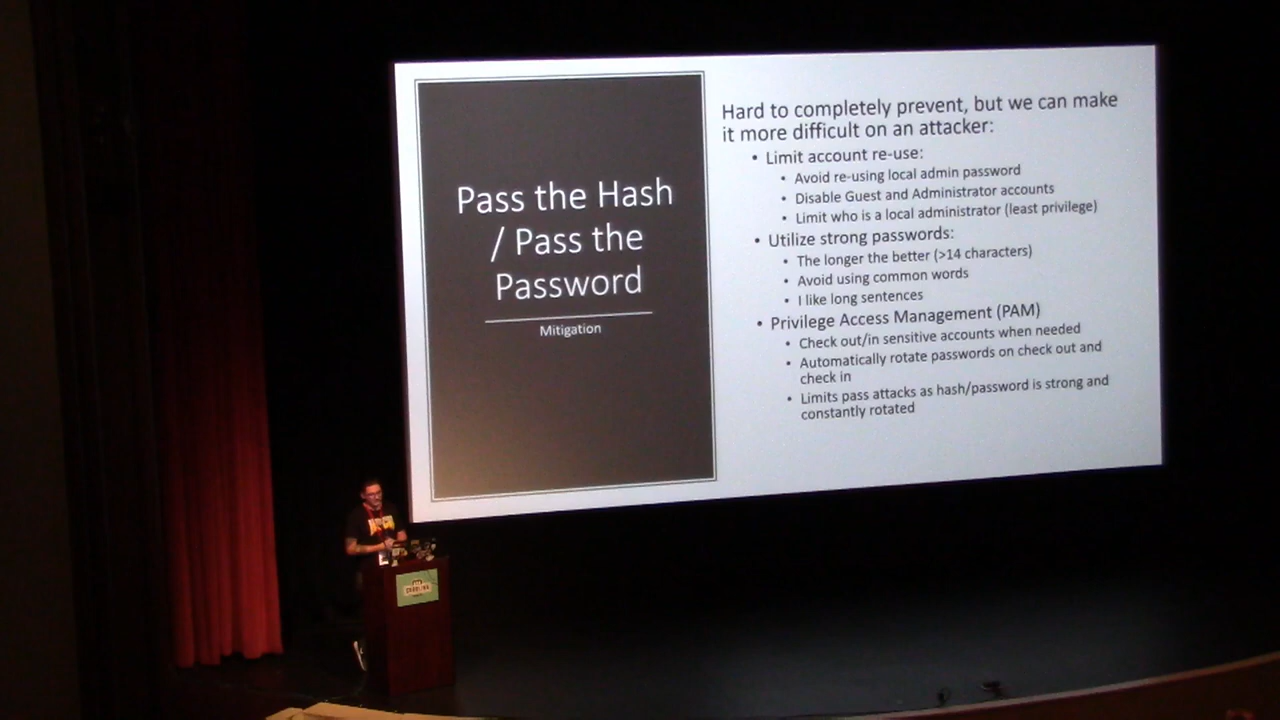 Pass the Hash
/ Pass the
Password
Mitigation
Hard to completely prevent, but we can make
it more difficult on an attacker:
• Limit account re-use:
• Avoid re-using local admin password
• Disable Guest and Administrator accounts
• Limit who is a local administrator (least privilege)
• Utilize strong passwords:
• The longer the better (>14 characters)
• Avoid using common words
• I like long sentences
• Privilege Access Management (PAM)
• Check out/in sensitive accounts when needed
• Automatically rotate passwords on check out and
check in
• Limits pass attacks as hash/password is strong and
constantly rotated